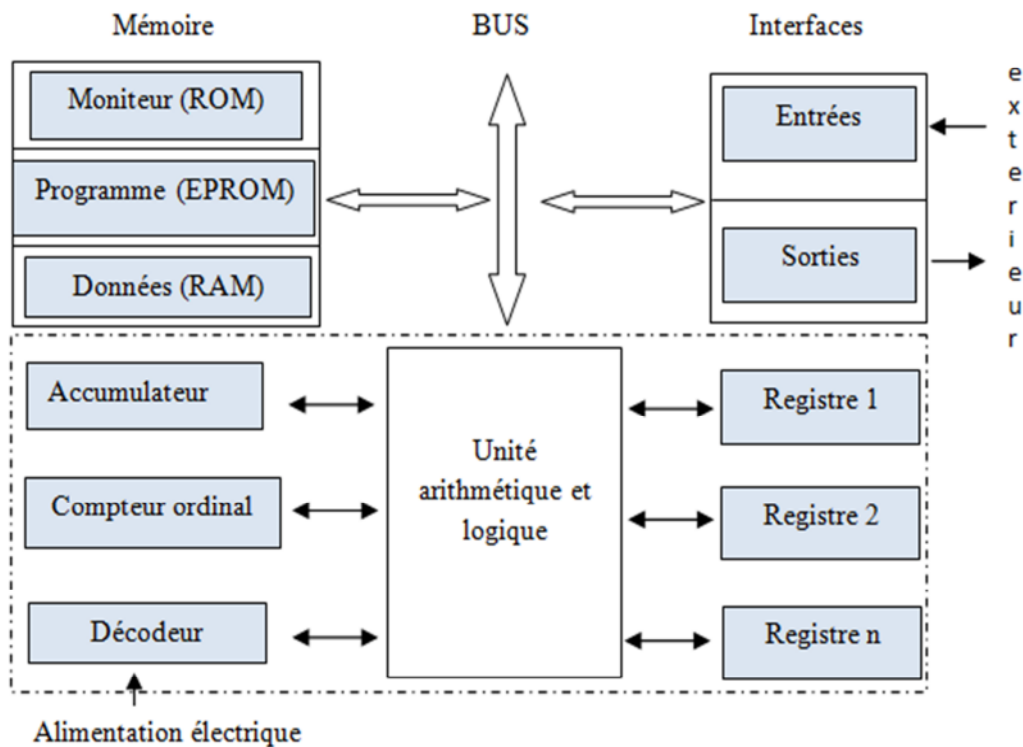 Mémoire
BUS
Interfaces
Moniteur (ROM)
Programme (EPROM)
Données (RAM)
Entrées
Sorties
exterieur
Accumulateur
Compteur ordinal
Décodeur
Unité
arithmétique et
logique
Registre 1
Registre 2
Registre n
Alimentation électrique